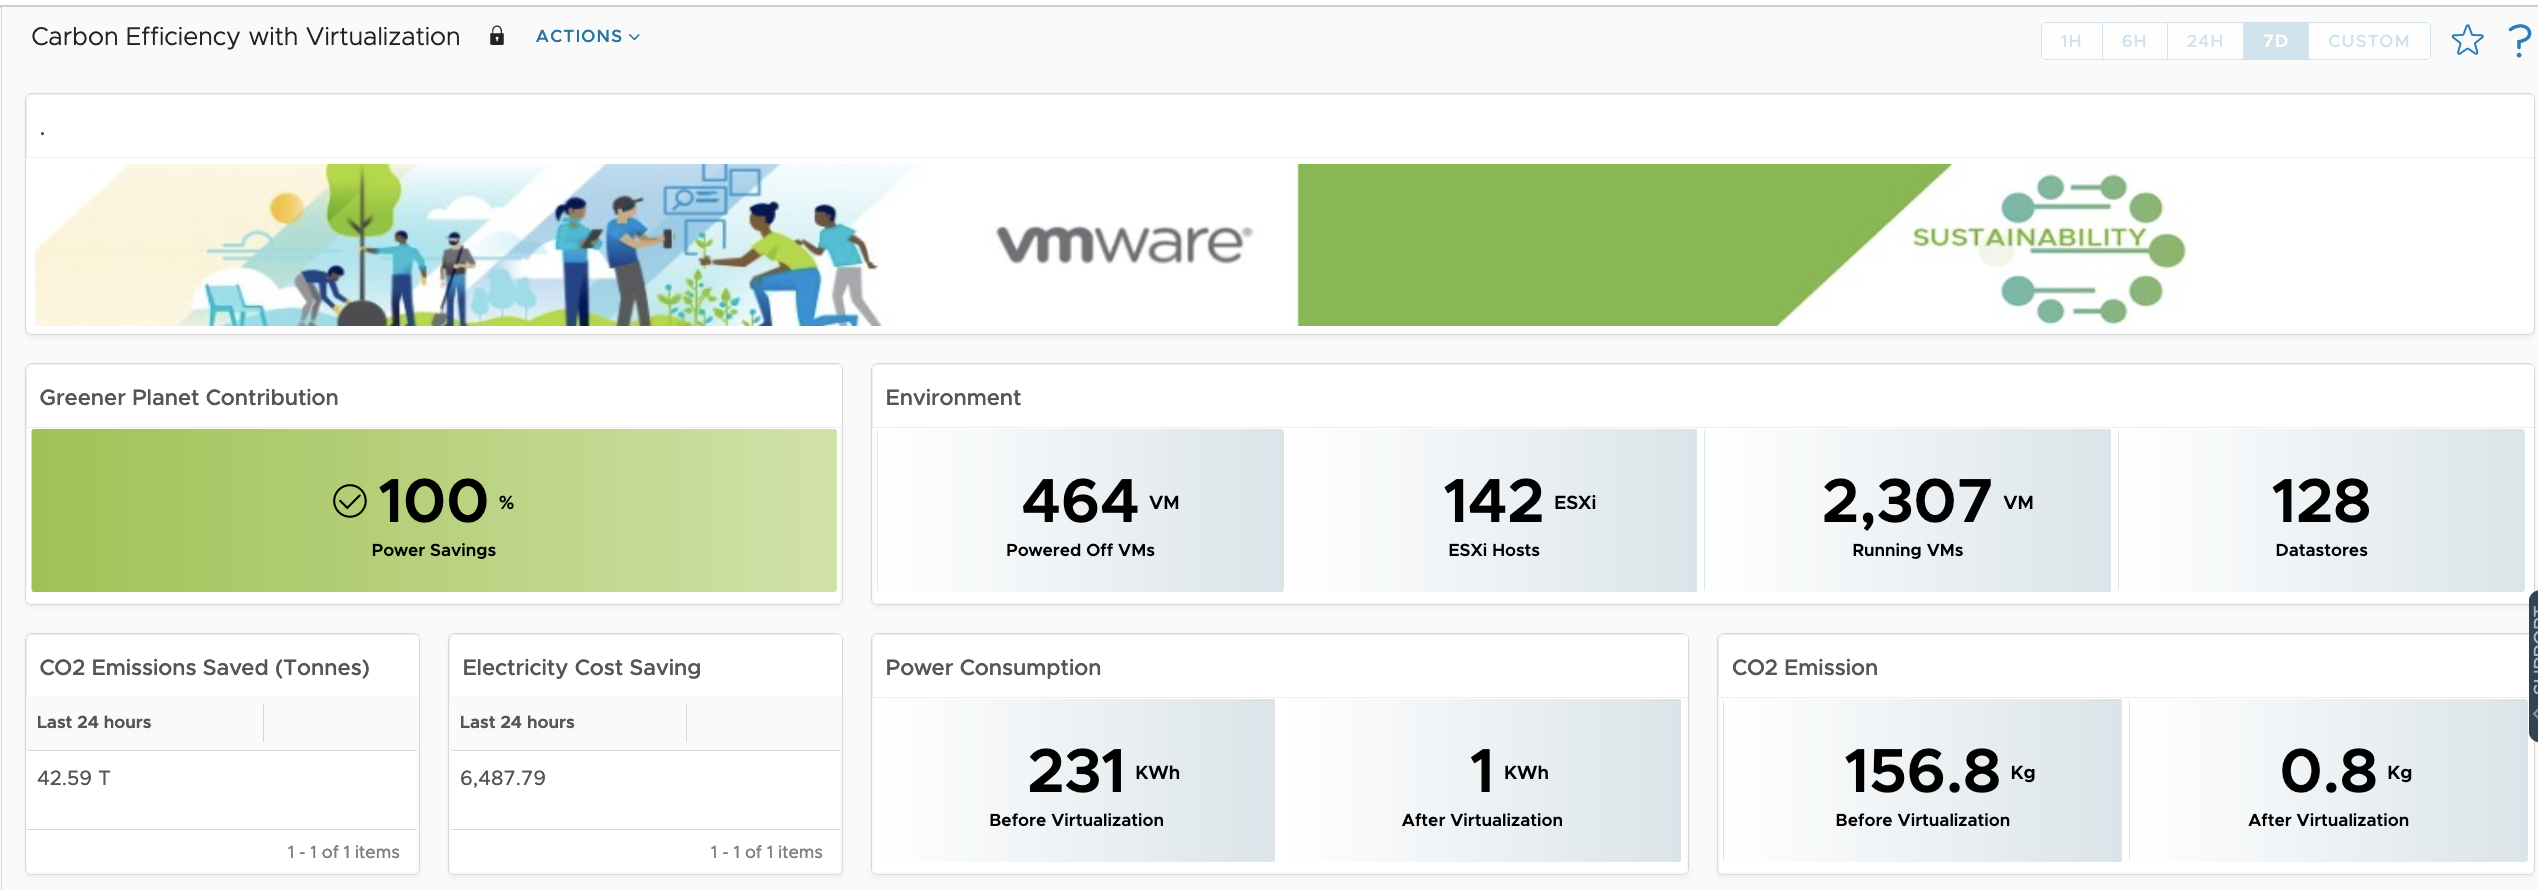 Carbon Efficiency with Virtualization ACTIONS 1H 6H 24H 7D CUSTOM ?
.
vmware®
SUSTAINABILITY
Greener Planet Contribution
100 %
Power Savings
Environment
464 VM
Powered Off VMs
142 ESXi
ESXi Hosts
2,307 VM
Running VMs
128
Datastores
CO2 Emissions Saved (Tonnes)
Last 24 hours
42.59 T
1 - 1 of 1 items
Electricity Cost Saving
Last 24 hours
6,487.79
1 - 1 of 1 items
Power Consumption
231 KWh
Before Virtualization
1 KWh
After Virtualization
CO2 Emission
156.8 Kg
Before Virtualization
0.8 Kg
After Virtualization
SUPPORT